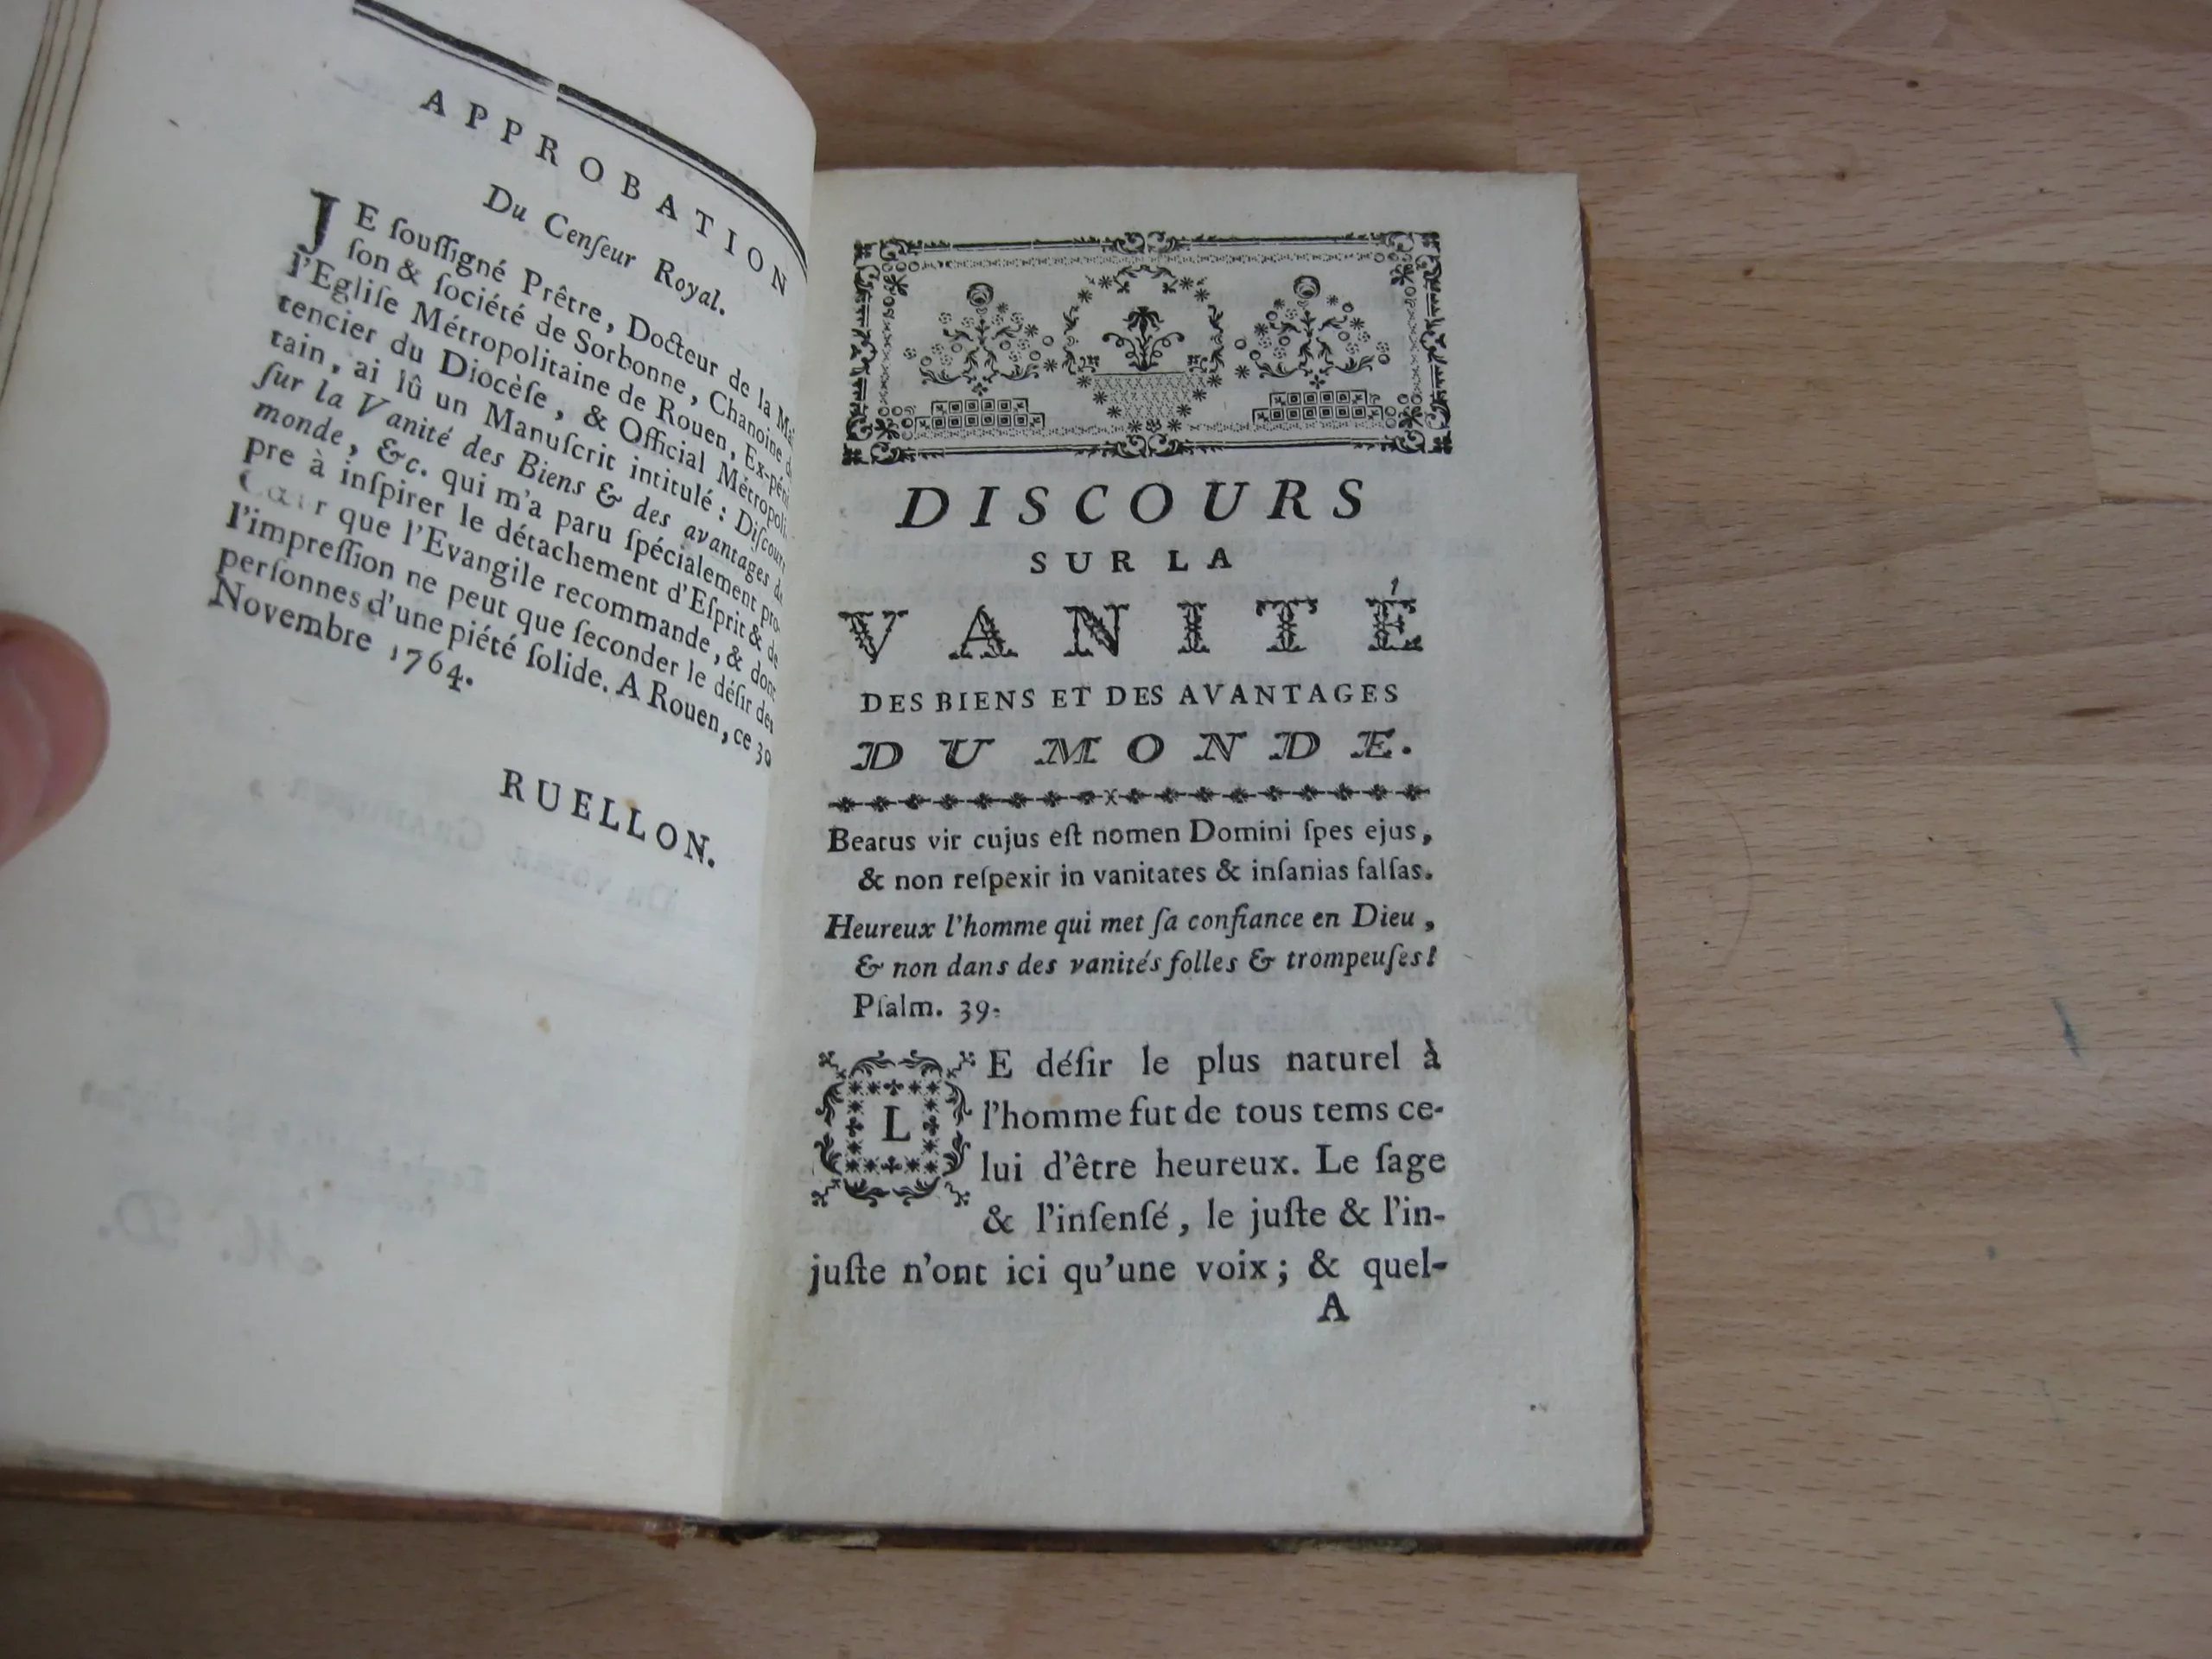 APPROBATION
Du Cenſeur Royal.
JE ſouſſigné Prêtre, Docteur de la Mai
ſon & ſociété de Sorbonne, Chanoine d
l'Egliſe Métropolitaine de Rouen, Ex-péni
tencier du Diocèſe, & Official Métropoli
tain, ai lû un Manuſcrit intitulé : Diſcours
ſur la Vanité des Biens & des avantages du
monde, &c. qui m'a paru ſpécialement pro-
pre à inſpirer le détachement d'Eſprit & de
Cœur que l'Evangile recommande, & dont
l'impreſſion ne peut que ſeconder le déſir des
perſonnes d'une piété ſolide. A Rouen, ce 30
Novembre 1764.
RUELLON.
DISCOURS
SUR LA
VANITÉ
DES BIENS ET DES AVANTAGES
DU MONDE.
Beatus vir cujus eſt nomen Domini ſpes ejus,
& non reſpexit in vanitates & inſanias falſas.
Heureux l'homme qui met ſa confiance en Dieu,
& non dans des vanités folles & trompeuſes!
Pſalm. 39.
LE déſir le plus naturel à
l'homme fut de tous tems ce-
lui d'être heureux. Le ſage
& l'inſenſé, le juſte & l'in-
juſte n'ont ici qu'une voix; & quel-
A